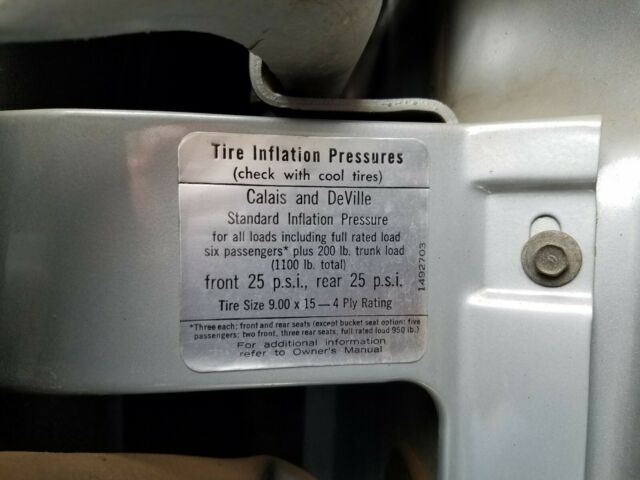 Tire Inflation Pressures
(check with cool tires)
Calais and DeVille
Standard Inflation Pressure
for all loads including full rated load
six passengers* plus 200 lb. trunk load
(1100 lb. total)
front 25 p.s.i., rear 25 p.s.i.
Tire Size 9.00 x 15 — 4 Ply Rating
*Three each: front and rear seats (except bucket seat option: five
passengers; two front, three rear seats; full rated load 950 lb.)
For additional information
refer to Owner's Manual
1492703